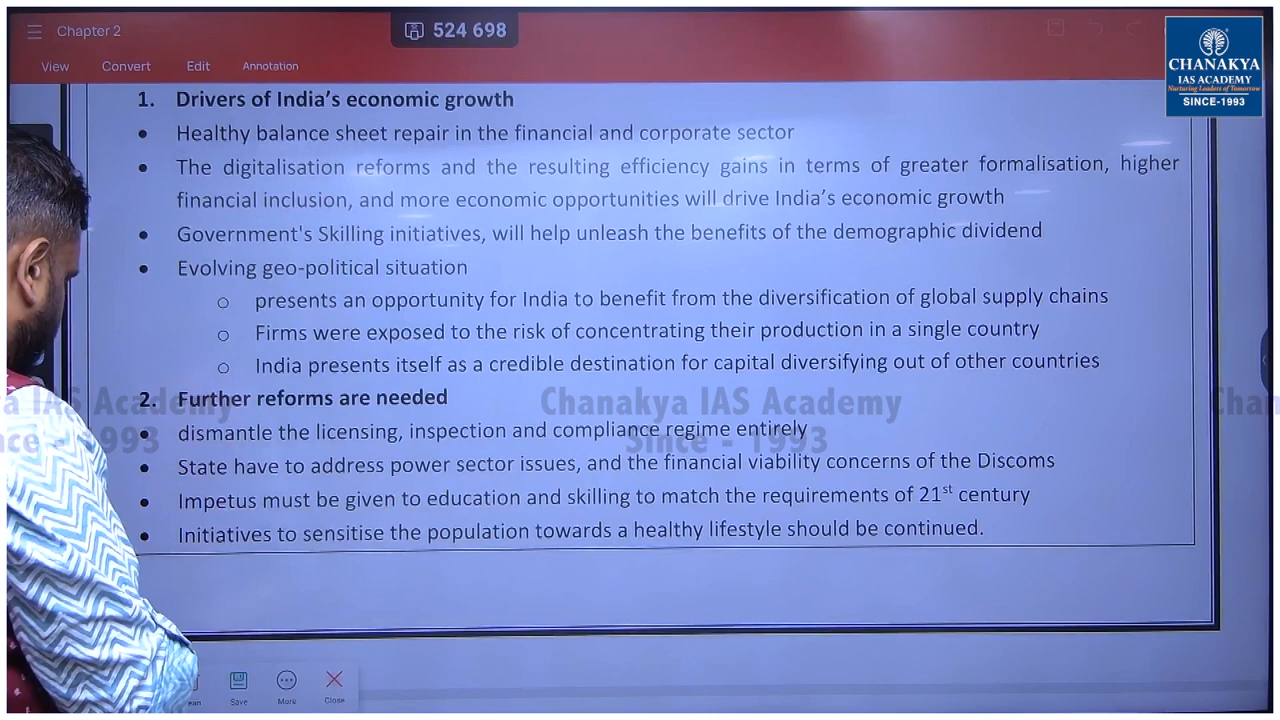 Chapter 2
524 698
View Convert Edit Annotation
CHANAKYA
IAS ACADEMY
Nurturing Leaders of Tomorrow
SINCE-1993
1. Drivers of India's economic growth
• Healthy balance sheet repair in the financial and corporate sector
• The digitalisation reforms and the resulting efficiency gains in terms of greater formalisation, higher
financial inclusion, and more economic opportunities will drive India's economic growth
• Government's Skilling initiatives, will help unleash the benefits of the demographic dividend
• Evolving geo-political situation
o presents an opportunity for India to benefit from the diversification of global supply chains
o Firms were exposed to the risk of concentrating their production in a single country
o India presents itself as a credible destination for capital diversifying out of other countries
a IAS Academy Chanakya IAS Academy Chan
nce - 1993 Since - 1993
2. Further reforms are needed
• dismantle the licensing, inspection and compliance regime entirely
• State have to address power sector issues, and the financial viability concerns of the Discoms
• Impetus must be given to education and skilling to match the requirements of 21st century
• Initiatives to sensitise the population towards a healthy lifestyle should be continued.
ean Save More Close